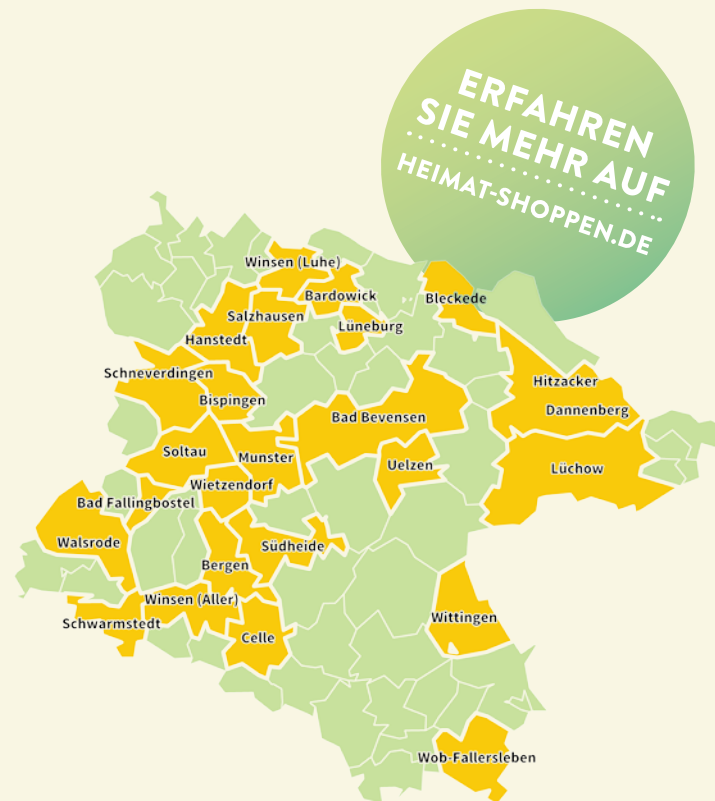 ERFAHREN
SIE MEHR AUF
HEIMAT-SHOPPEN.DE
Winsen (Luhe)
Bardowick
Bleckede
Salzhausen
Lüneburg
Hanstedt
Schneverdingen
Hitzacker
Bispingen
Dannenberg
Bad Bevensen
Soltau
Munster
Uelzen
Lüchow
Wietzendorf
Bad Fallingbostel
Walsrode
Südheide
Bergen
Winsen (Aller)
Schwarmstedt
Wittingen
Celle
Wob-Fallersleben